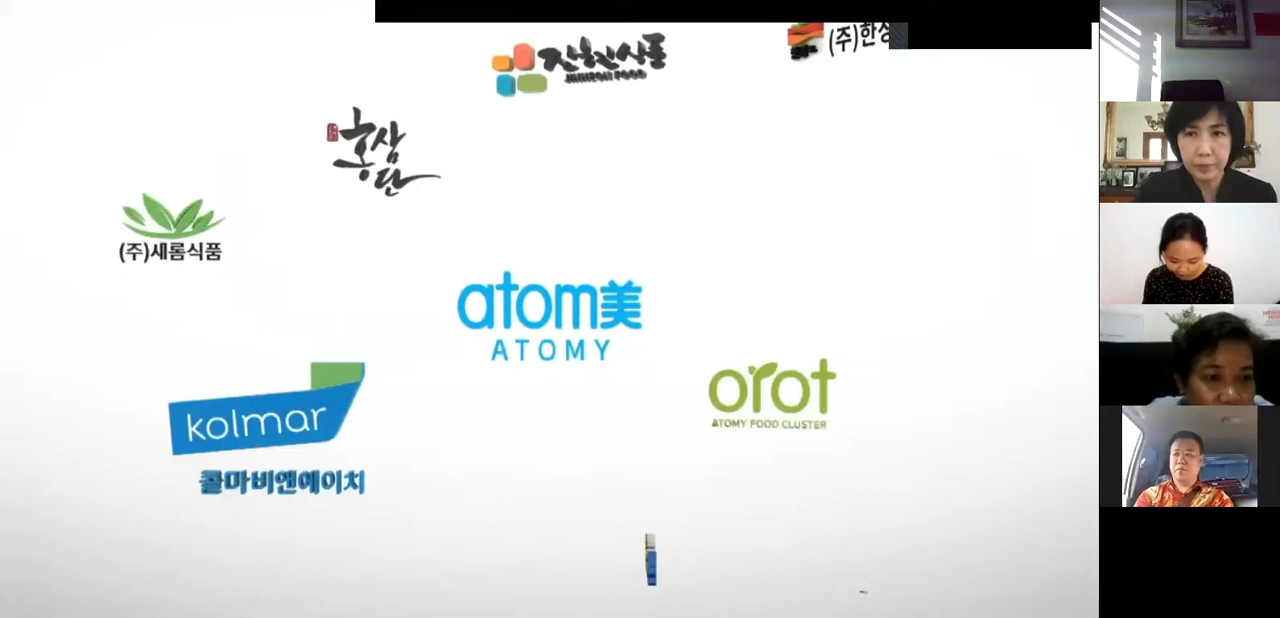 진한식품
(주)한
홍삼
단
(주)세롬식품
atom美
ATOMY
orot
ATOMY FOOD CLUSTER
kolmar
콜마비앤에이치